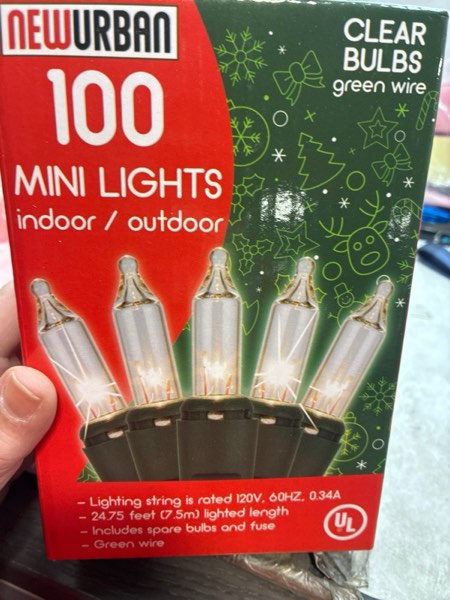 NEWURBAN
100
MINI LIGHTS
indoor / outdoor
CLEAR
BULBS
green wire
- Lighting string is rated 120V, 60HZ, 0.34A
- 24.75 feet (7.5m) lighted length
- Includes spare bulbs and fuse
- Green wire
UL